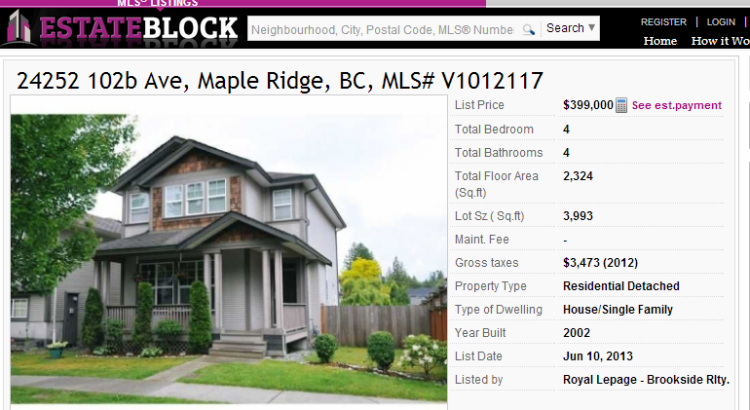 MLS® LISTINGS
ESTATEBLOCK
Neighbourhood, City, Postal Code, MLS® Numbe
Search
REGISTER | LOGIN |
Home How it Wo
24252 102b Ave, Maple Ridge, BC, MLS# V1012117
List Price $399,000 See est.payment
Total Bedroom 4
Total Bathrooms 4
Total Floor Area 2,324
(Sq.ft)
Lot Sz ( Sq.ft) 3,993
Maint. Fee -
Gross taxes $3,473 (2012)
Property Type Residential Detached
Type of Dwelling House/Single Family
Year Built 2002
List Date Jun 10, 2013
Listed by Royal Lepage - Brookside Rlty.